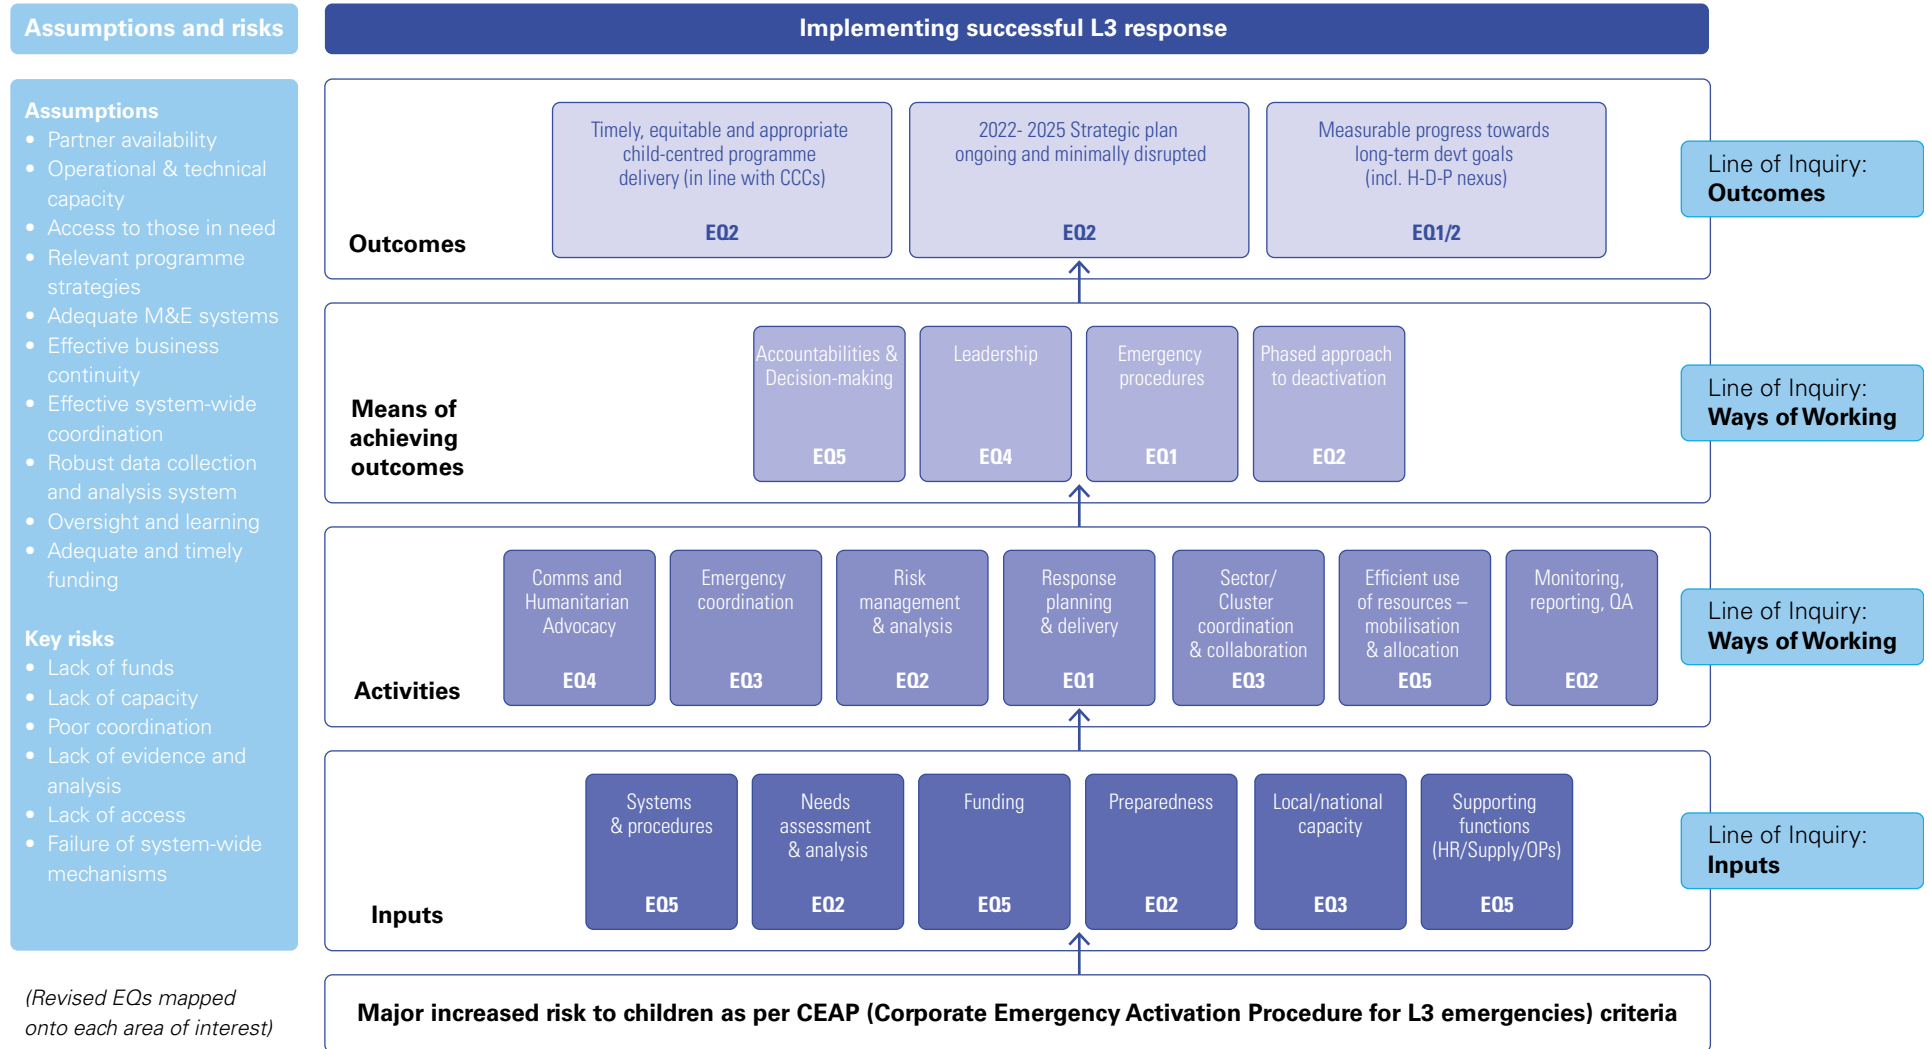 Assumptions and risks
Assumptions
• Partner availability
• Operational & technical
capacity
• Access to those in need
• Relevant programme
strategies
• Adequate M&E systems
• Effective business
continuity
• Effective system-wide
coordination
• Robust data collection
and analysis system
• Oversight and learning
• Adequate and timely
funding
Key risks
• Lack of funds
• Lack of capacity
• Poor coordination
• Lack of evidence and
analysis
• Lack of access
• Failure of system-wide
mechanisms
(Revised EQs mapped
onto each area of interest)
Implementing successful L3 response
Outcomes
Timely, equitable and appropriate
child-centred programme
delivery (in line with CCCs)
EQ2
2022- 2025 Strategic plan
ongoing and minimally disrupted
EQ2
Measurable progress towards
long-term devt goals
(incl. H-D-P nexus)
EQ1/2
Line of Inquiry:
Outcomes
Means of
achieving
outcomes
Accountabilities &
Decision-making
EQ5
Leadership
EQ4
Emergency
procedures
EQ1
Phased approach
to deactivation
EQ2
Line of Inquiry:
Ways of Working
Activities
Comms and
Humanitarian
Advocacy
EQ4
Emergency
coordination
EQ3
Risk
management
& analysis
EQ2
Response
planning
& delivery
EQ1
Sector/
Cluster
coordination
& collaboration
EQ3
Efficient use
of resources –
mobilisation
& allocation
EQ5
Monitoring,
reporting, QA
EQ2
Line of Inquiry:
Ways of Working
Inputs
Systems
& procedures
EQ5
Needs
assessment
& analysis
EQ2
Funding
EQ5
Preparedness
EQ2
Local/national
capacity
EQ3
Supporting
functions
(HR/Supply/OPs)
EQ5
Line of Inquiry:
Inputs
Major increased risk to children as per CEAP (Corporate Emergency Activation Procedure for L3 emergencies) criteria